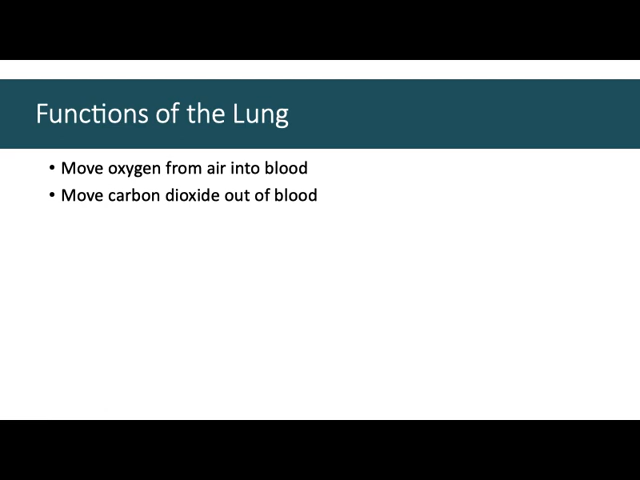 Functions of the Lung
• Move oxygen from air into blood
• Move carbon dioxide out of blood